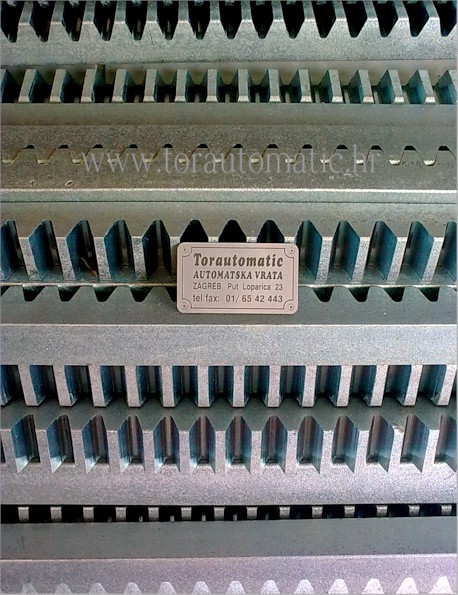 www.torautomatic.hr
Torautomatic
AUTOMATSKA VRATA
ZAGREB, Put Loparica 23
tel/fax: 01/ 65 42 443